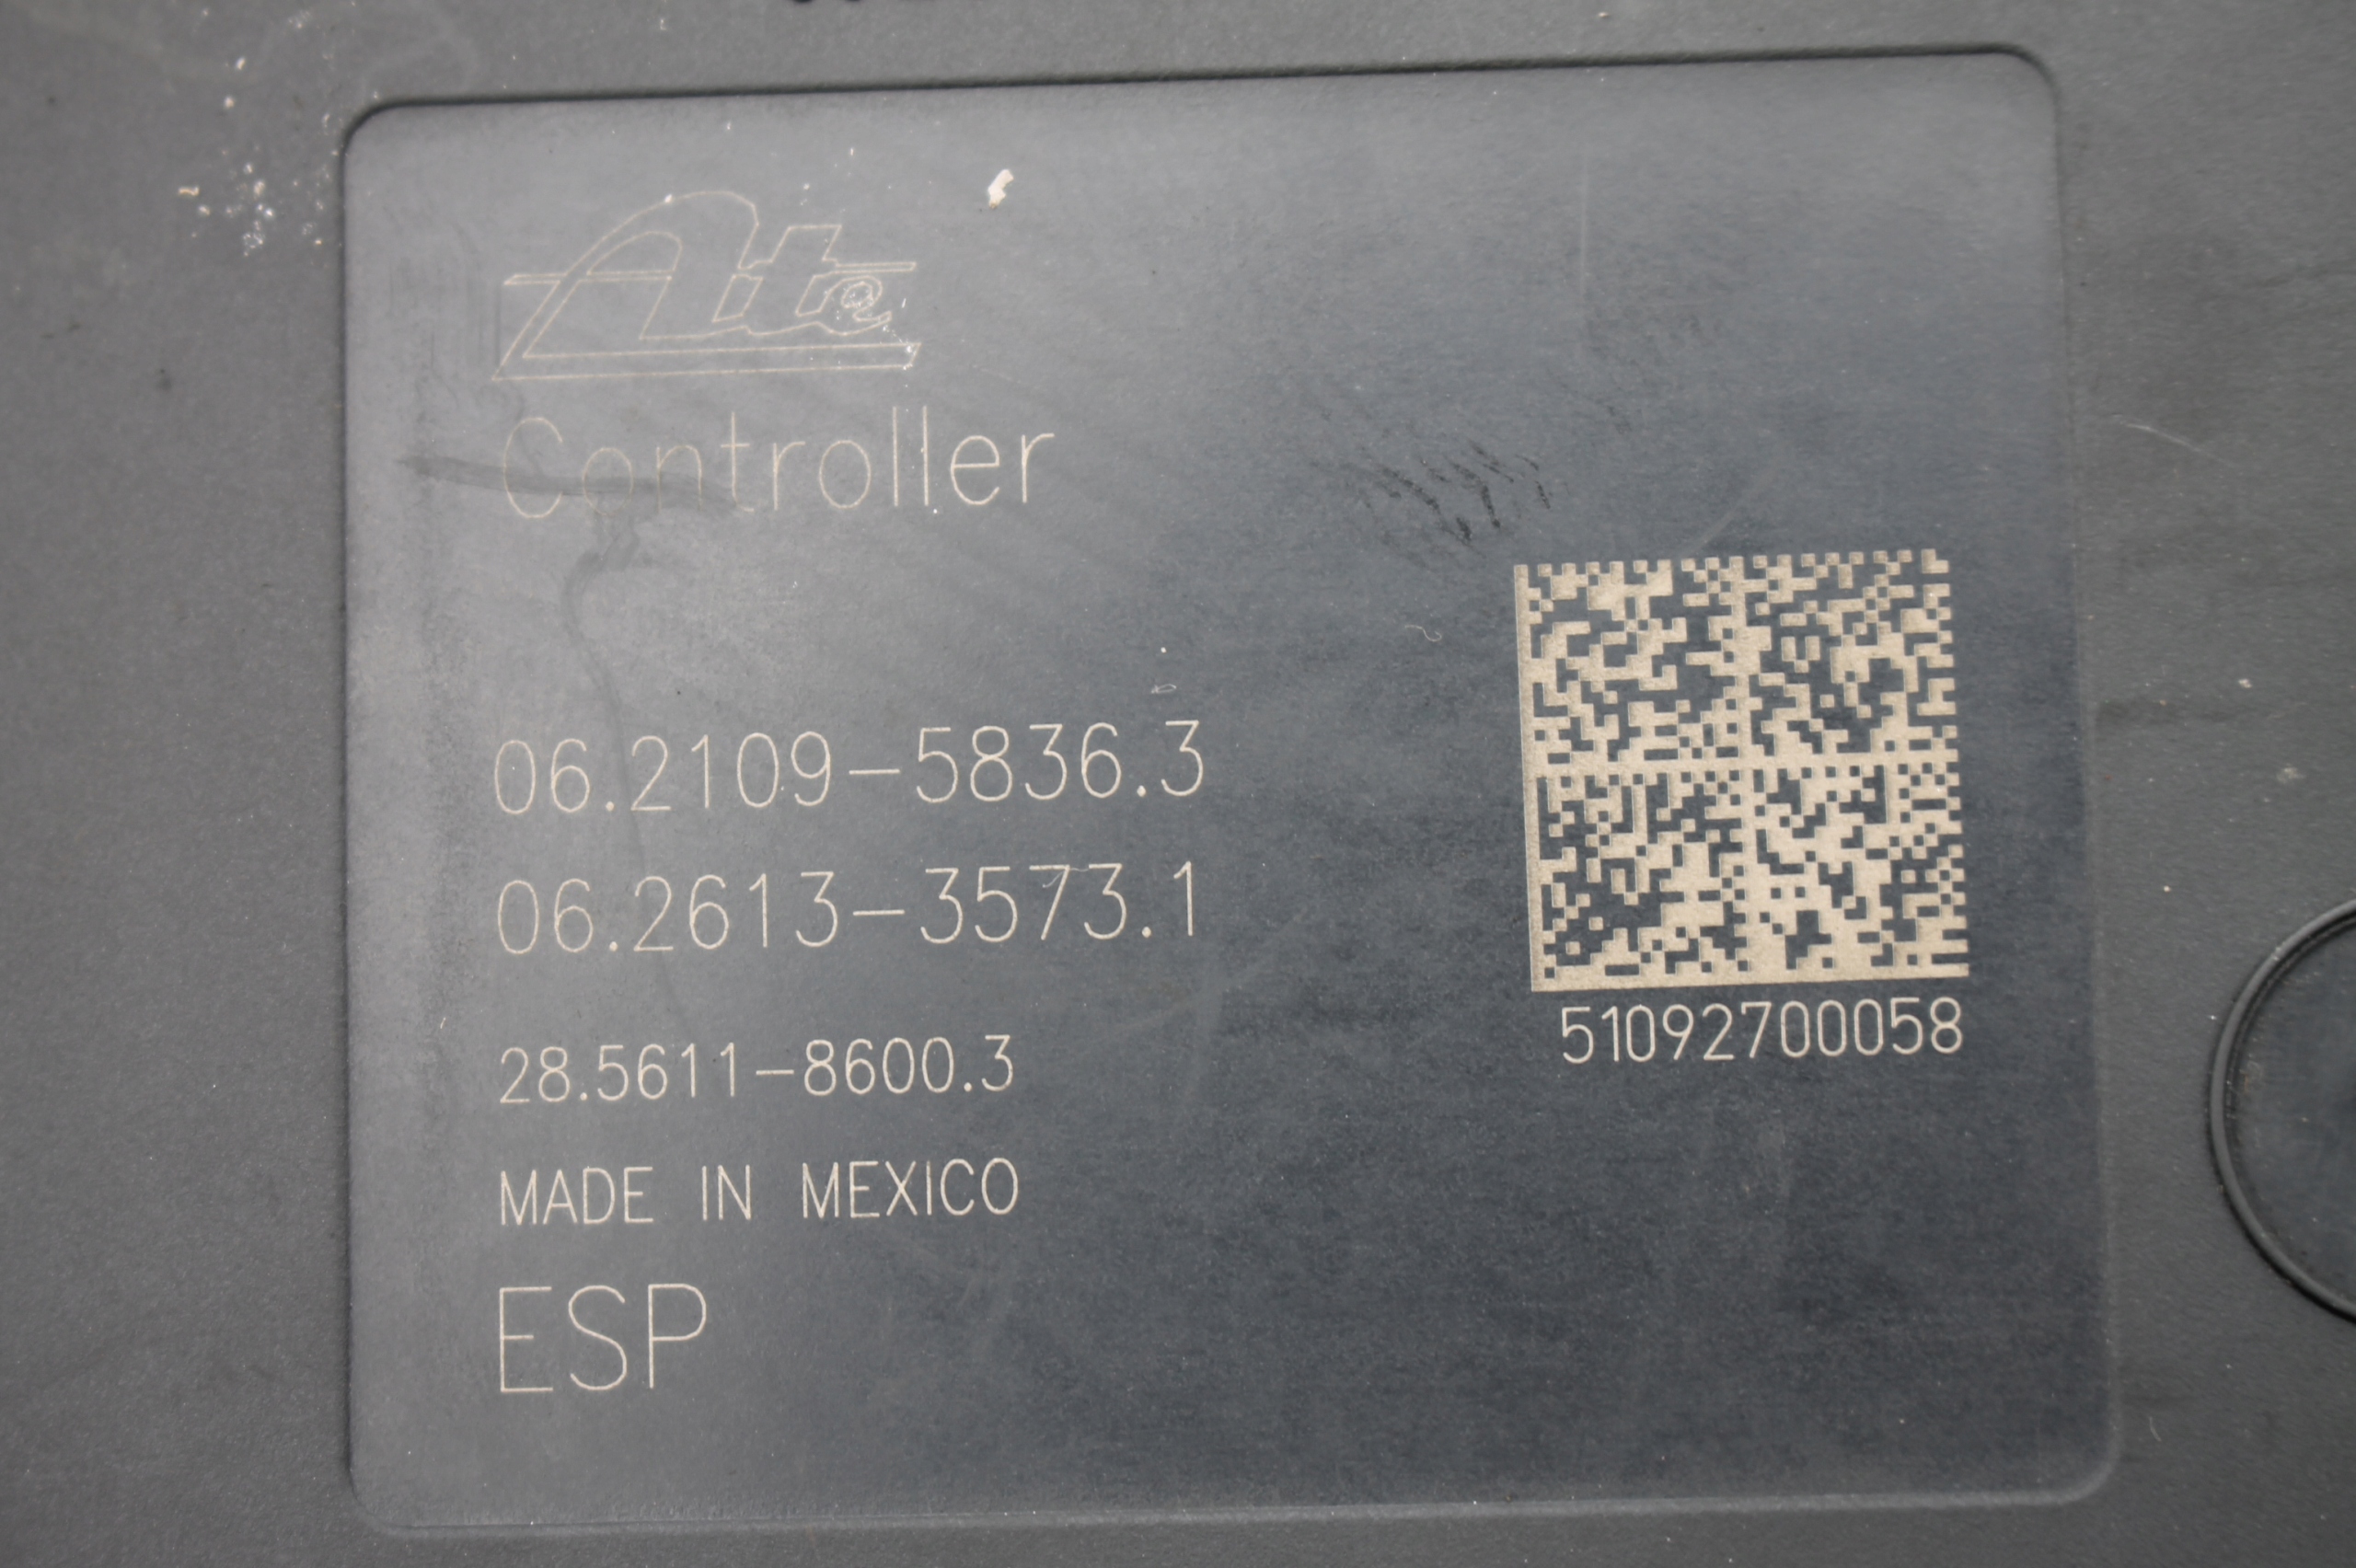 Ate
Controller
06.2109-5836.3
06.2613-3573.1
28.5611-8600.3
MADE IN MEXICO
ESP
51092700058